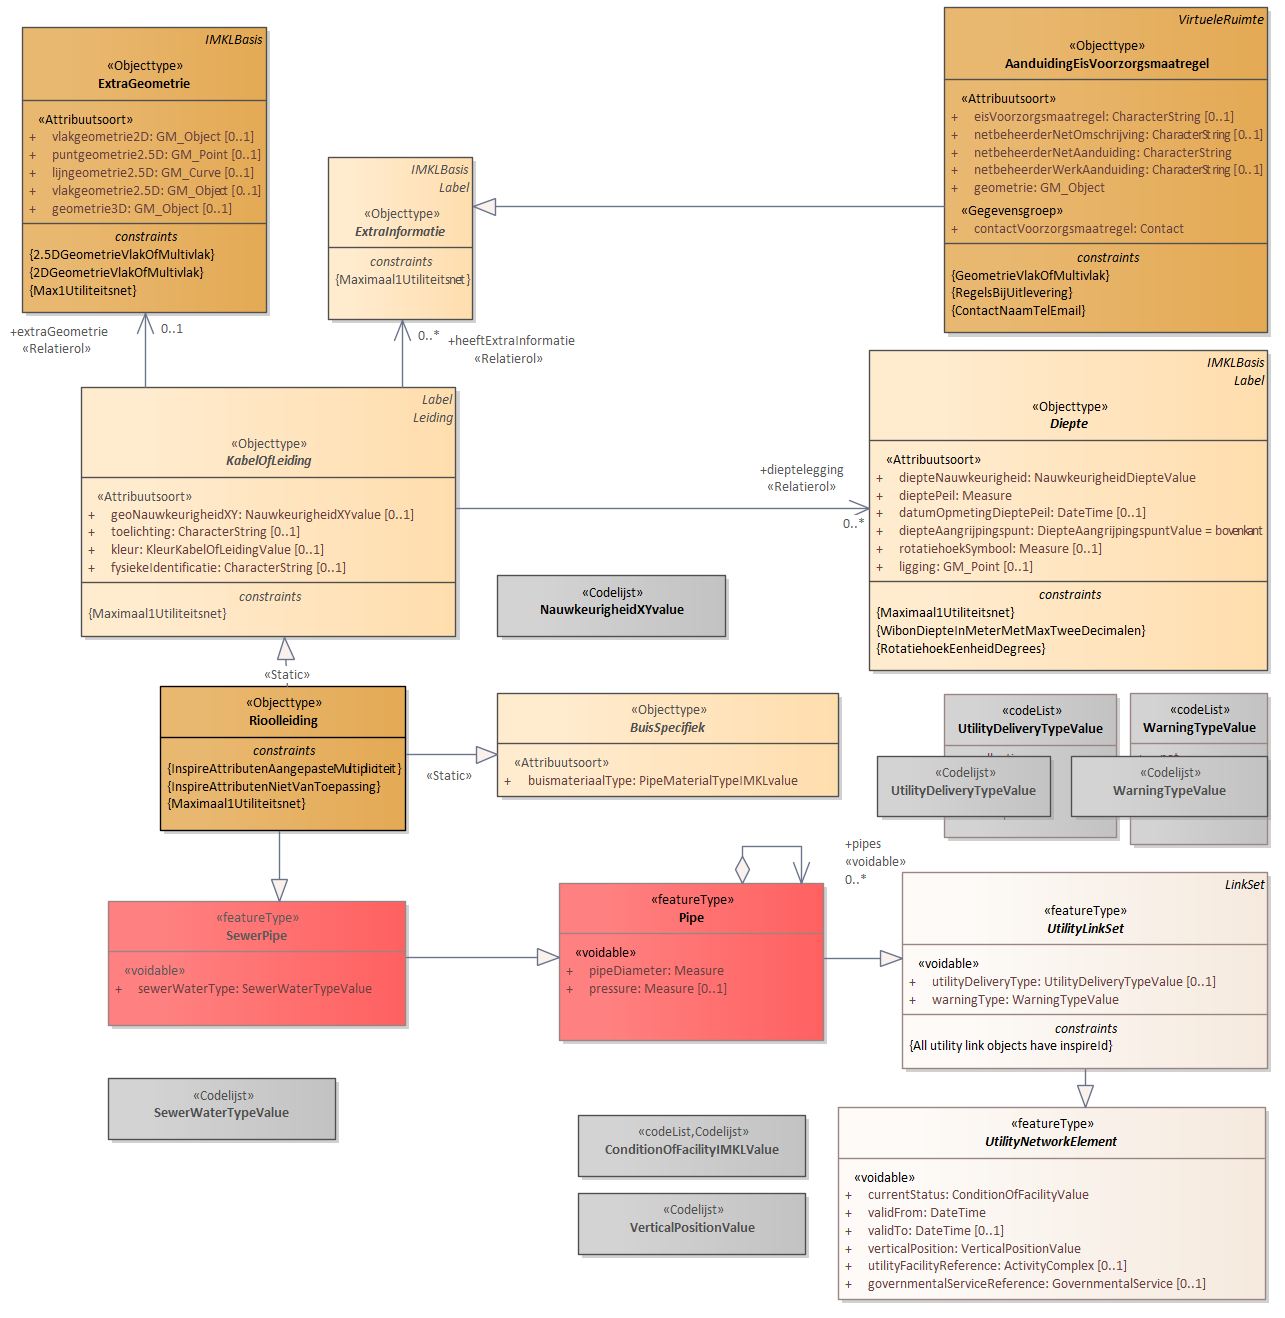 IMKLBasis
«Objecttype»
ExtraGeometrie
«Attribuutsoort»
+ vlakgeometrie2D: GM_Object [0..1]
+ puntgeometrie2.5D: GM_Point [0..1]
+ lijngeometrie2.5D: GM_Curve [0..1]
+ vlakgeometrie2.5D: GM_Object [0..1]
+ geometrie3D: GM_Object [0..1]
constraints
{2.5DGeometrieVlakOfMultivlak}
{2DGeometrieVlakOfMultivlak}
{Max1Utiliteitsnet}
+extraGeometrie
«Relatierol»
0..1
IMKLBasis
Label
«Objecttype»
ExtraInformatie
constraints
{Maximaal1Utiliteitsnet}
0..*
+heeftExtraInformatie
«Relatierol»
VirtueleRuimte
«Objecttype»
AanduidingEisVoorzorgsmaatregel
«Attribuutsoort»
+ eisVoorzorgsmaatregel: CharacterString [0..1]
+ netbeheerderNetOmschrijving: CharacterString [0..1]
+ netbeheerderNetAanduiding: CharacterString
+ netbeheerderWerkAanduiding: CharacterString [0..1]
+ geometrie: GM_Object
«Gegevensgroep»
+ contactVoorzorgsmaatregel: Contact
constraints
{GeometrieVlakOfMultivlak}
{RegelsBijUitlevering}
{ContactNaamTelEmail}
Label
Leiding
«Objecttype»
KabelOfLeiding
«Attribuutsoort»
+ geoNauwkeurigheidXY: NauwkeurigheidXYvalue [0..1]
+ toelichting: CharacterString [0..1]
+ kleur: KleurKabelOfLeidingValue [0..1]
+ fysiekeIdentificatie: CharacterString [0..1]
constraints
{Maximaal1Utiliteitsnet}
+dieptelegging
«Relatierol»
0..*
IMKLBasis
Label
«Objecttype»
Diepte
«Attribuutsoort»
+ diepteNauwkeurigheid: NauwkeurigheidDiepteValue
+ dieptePeil: Measure
+ datumOpmetingDieptePeil: DateTime [0..1]
+ diepteAangrijpingspunt: DiepteAangrijpingspuntValue = bovenkant
+ rotatiehoekSymbool: Measure [0..1]
+ ligging: GM_Point [0..1]
constraints
{Maximaal1Utiliteitsnet}
{WibonDiepteInMeterMetMaxTweeDecimalen}
{RotatiehoekEenheidDegrees}
«Codelijst»
NauwkeurigheidXYvalue
«Static»
«Objecttype»
Rioolleiding
constraints
{InspireAttributenAangepasteMultipliciteit}
{InspireAttributenNietVanToepassing}
{Maximaal1Utiliteitsnet}
«Static»
«Objecttype»
BuisSpecifiek
«Attribuutsoort»
+ buismateriaalType: PipeMaterialTypeIMKLvalue
«codeList»
UtilityDeliveryTypeValue
«codeList»
WarningTypeValue
«Codelijst»
UtilityDeliveryTypeValue
«Codelijst»
WarningTypeValue
«featureType»
SewerPipe
«voidable»
+ sewerWaterType: SewerWaterTypeValue
+pipes
«voidable»
0..*
«featureType»
Pipe
«voidable»
+ pipeDiameter: Measure
+ pressure: Measure [0..1]
LinkSet
«featureType»
UtilityLinkSet
«voidable»
+ utilityDeliveryType: UtilityDeliveryTypeValue [0..1]
+ warningType: WarningTypeValue
constraints
{All utility link objects have inspireId}
«Codelijst»
SewerWaterTypeValue
«codeList,Codelijst»
ConditionOfFacilityIMKLValue
«Codelijst»
VerticalPositionValue
«featureType»
UtilityNetworkElement
«voidable»
+ currentStatus: ConditionOfFacilityValue
+ validFrom: DateTime
+ validTo: DateTime [0..1]
+ verticalPosition: VerticalPositionValue
+ utilityFacilityReference: ActivityComplex [0..1]
+ governmentalServiceReference: GovernmentalService [0..1]